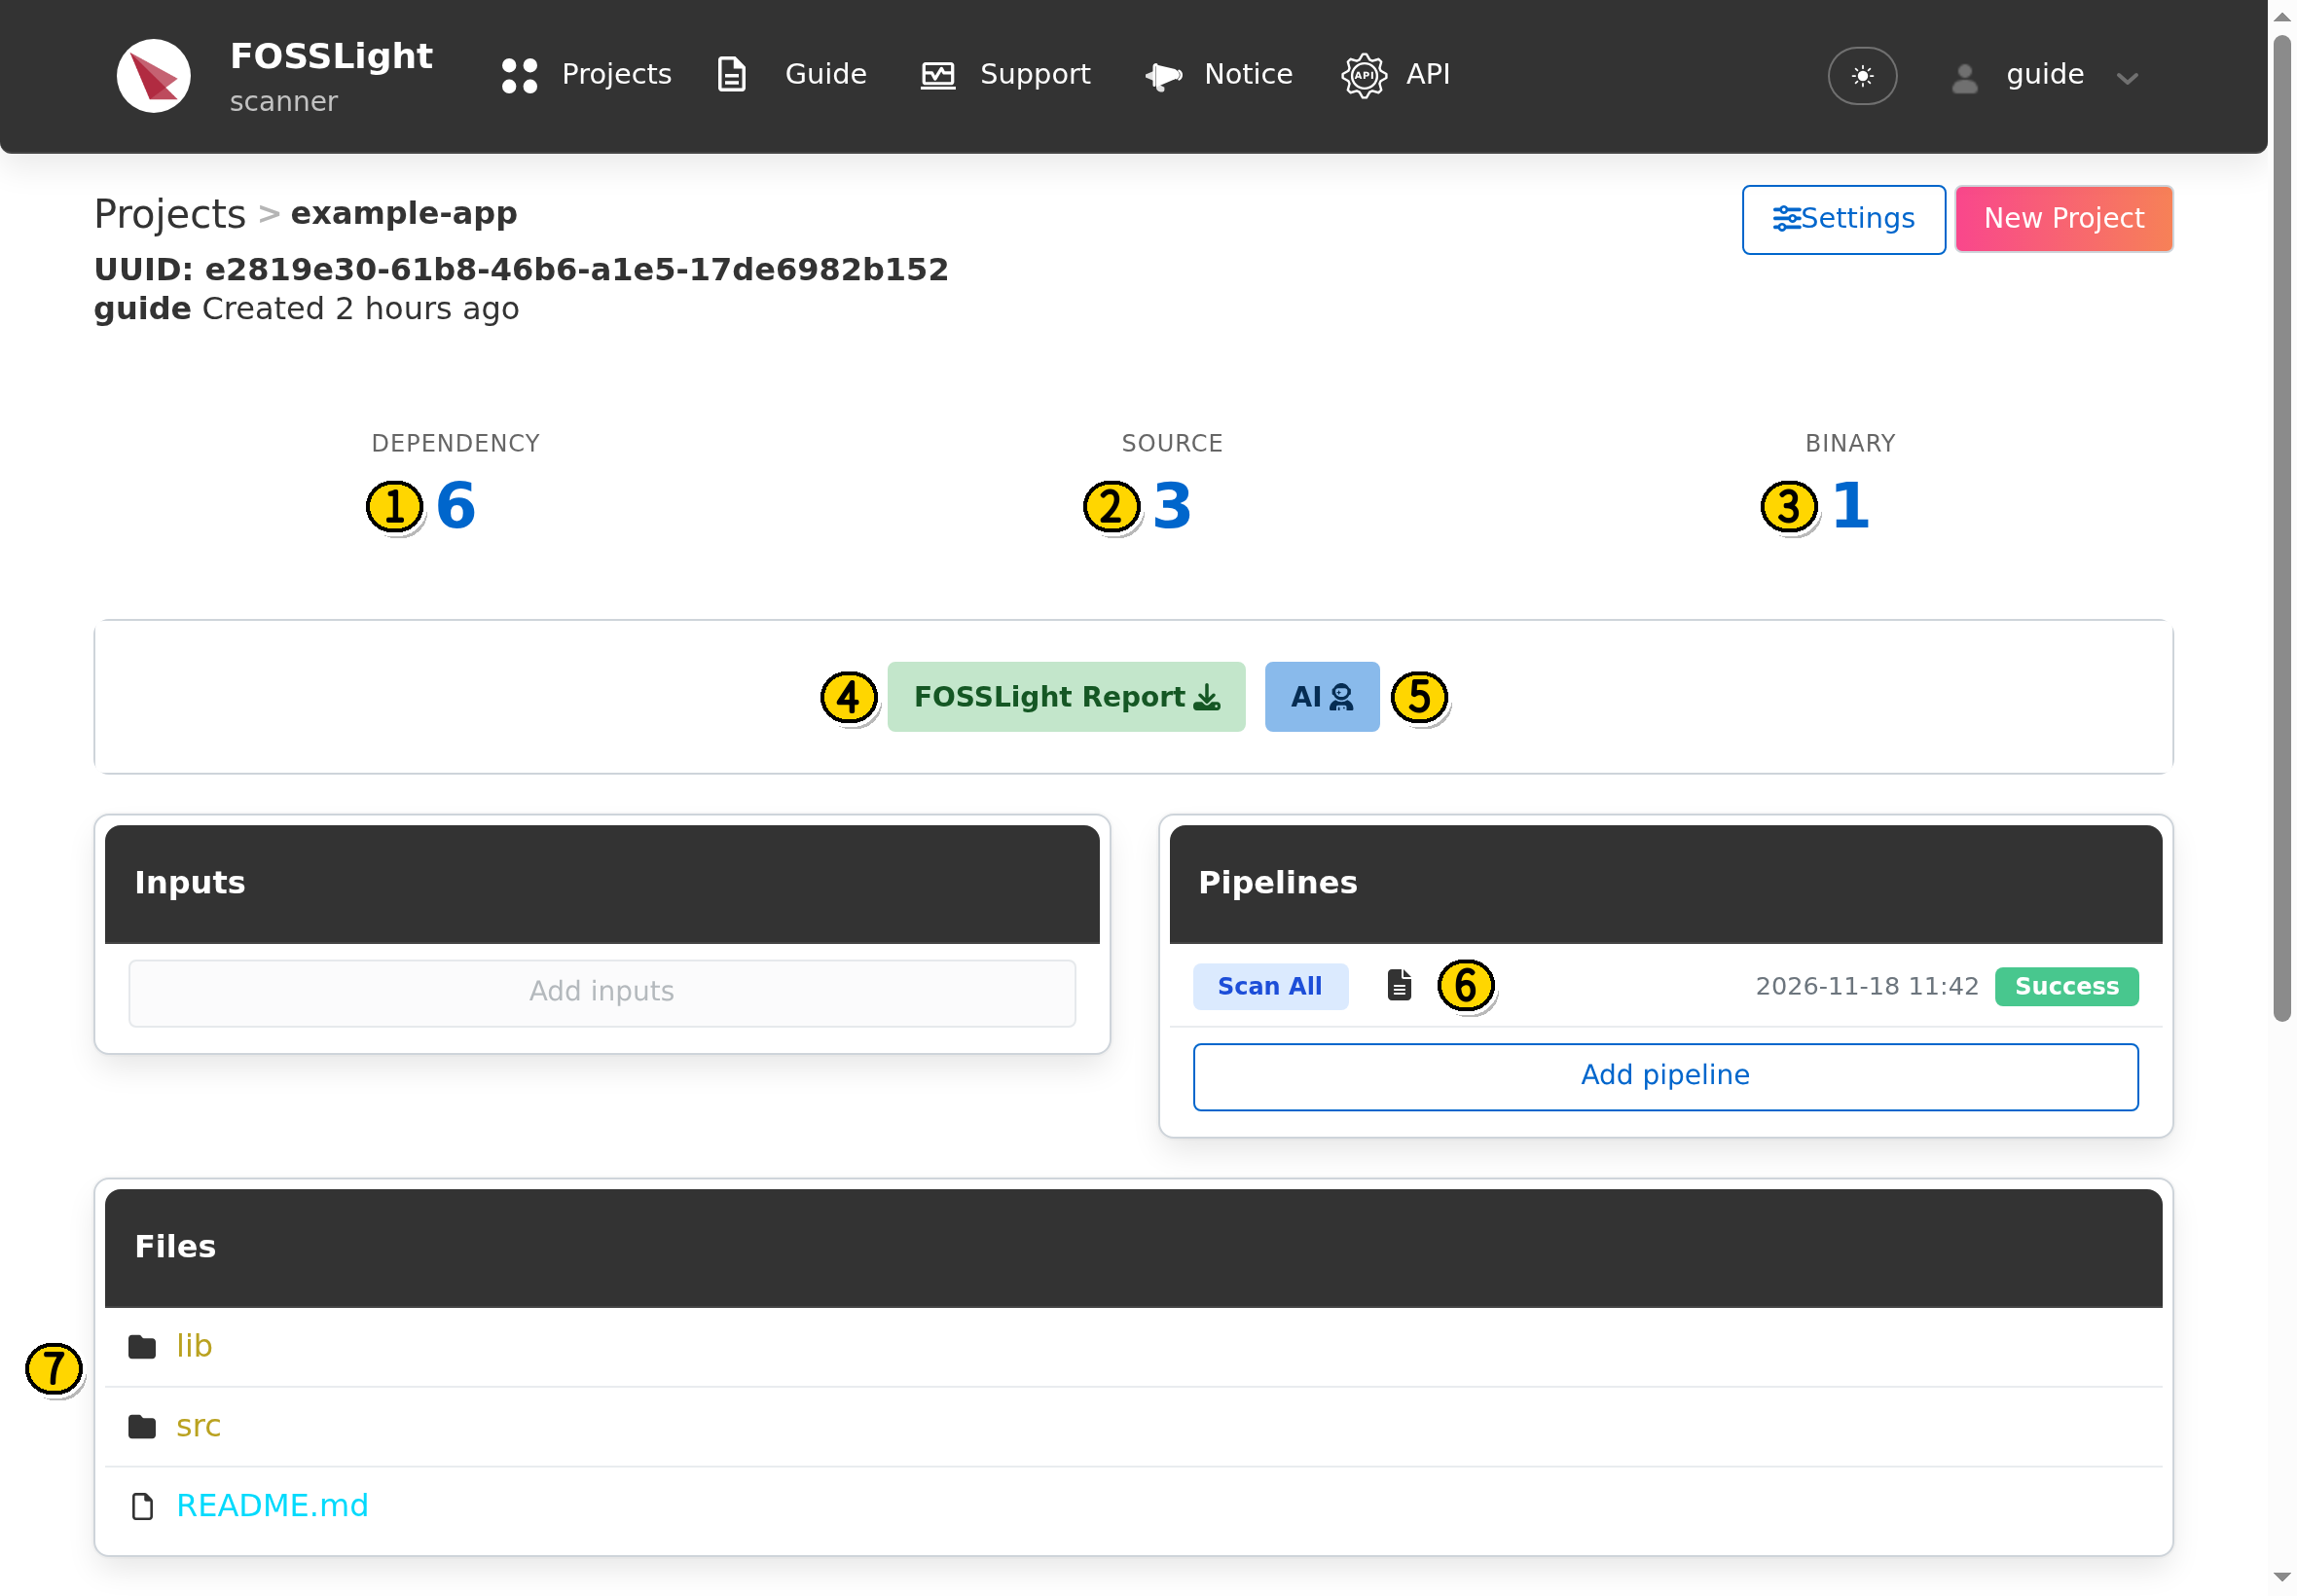 FOSSLight
scanner
Projects
Guide
Support
Notice
API
API
guide
Projects > example-app
Settings
New Project
UUID: e2819e30-61b8-46b6-a1e5-17de6982b152
guide Created 2 hours ago
DEPENDENCY
SOURCE
BINARY
1 6
2 3
3 1
4 FOSSLight Report
AI 5
Inputs
Add inputs
Pipelines
Scan All 6 2026-11-18 11:42 Success
Add pipeline
Files
lib
7
src
README.md